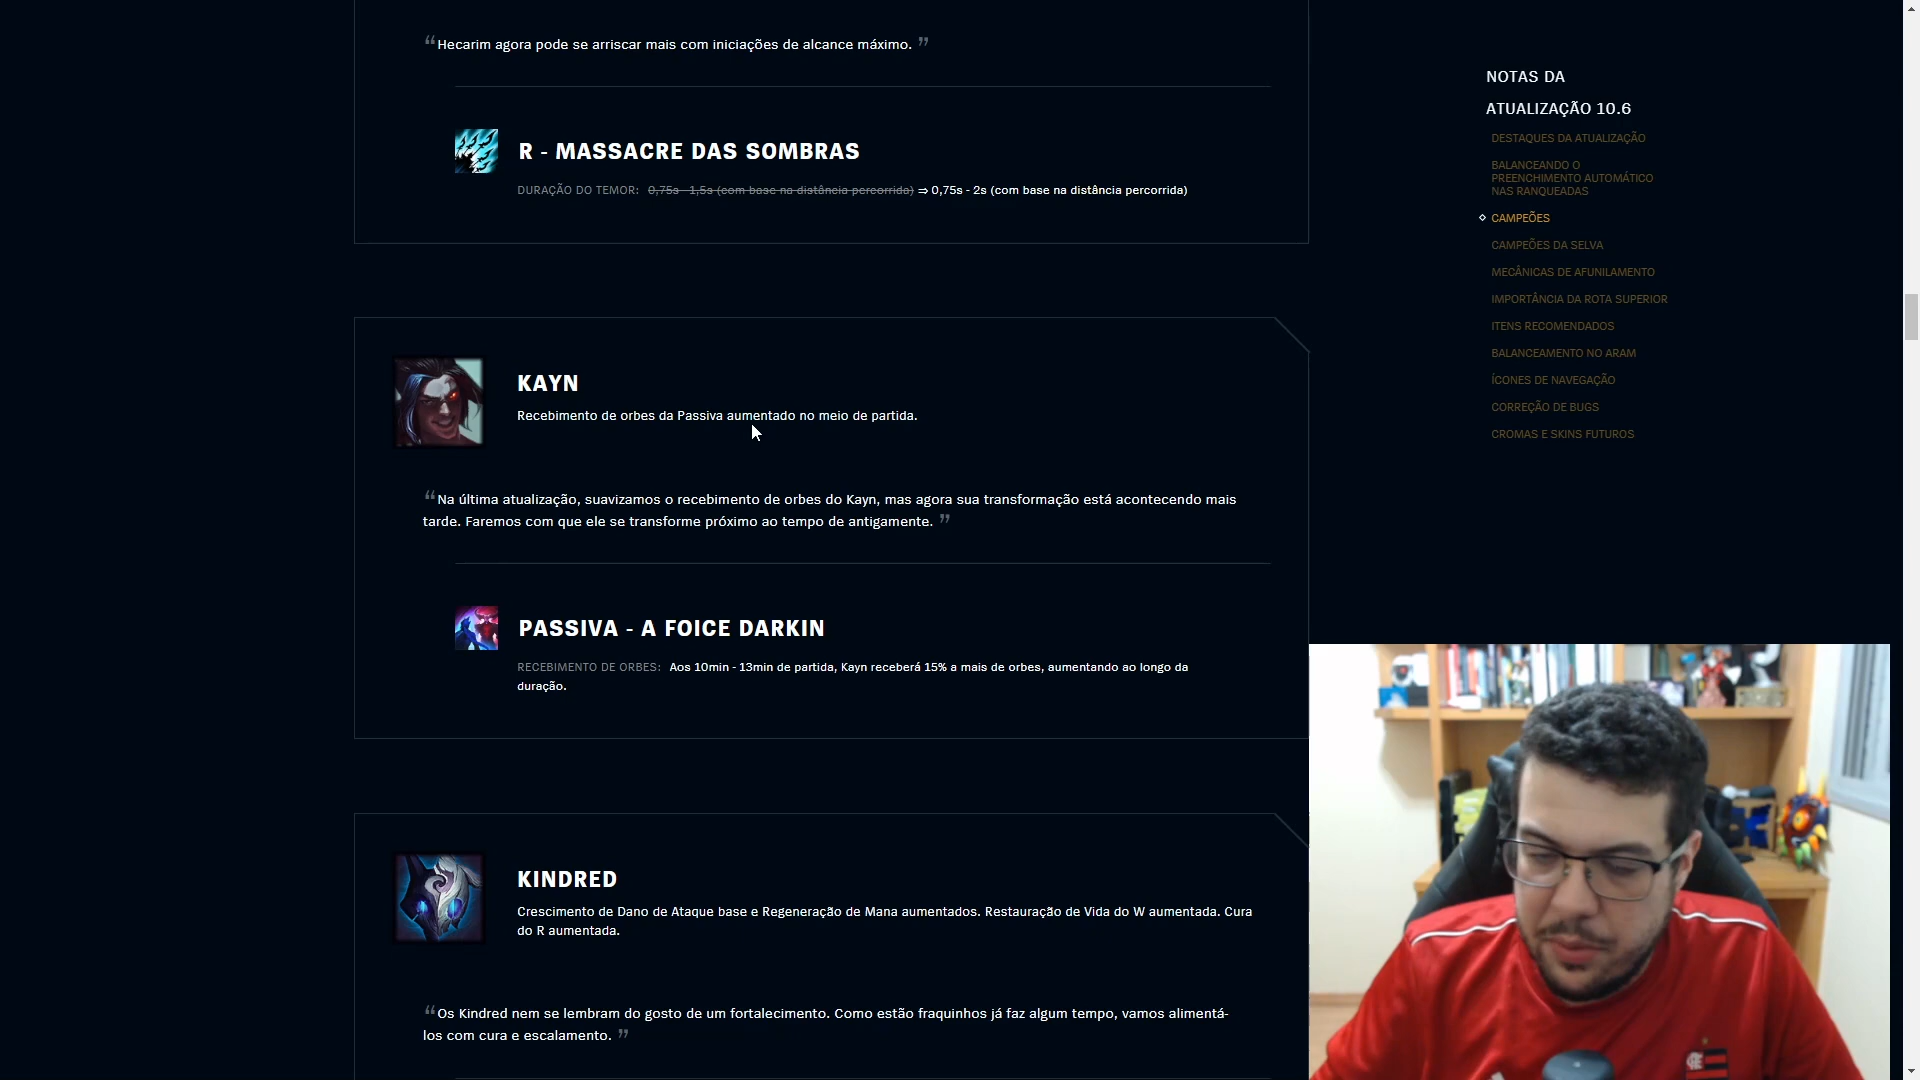 “Hecarim agora pode se arriscar mais com iniciações de alcance máximo. ”
R - MASSACRE DAS SOMBRAS
DURAÇÃO DO TEMOR: 0,75s - 1,5s (com base na distância percorrida) ⇒ 0,75s - 2s (com base na distância percorrida)
KAYN
Recebimento de orbes da Passiva aumentado no meio de partida.
“Na última atualização, suavizamos o recebimento de orbes do Kayn, mas agora sua transformação está acontecendo mais
tarde. Faremos com que ele se transforme próximo ao tempo de antigamente. ”
PASSIVA - A FOICE DARKIN
RECEBIMENTO DE ORBES: Aos 10min - 13min de partida, Kayn receberá 15% a mais de orbes, aumentando ao longo da
duração.
KINDRED
Crescimento de Dano de Ataque base e Regeneração de Mana aumentados. Restauração de Vida do W aumentada. Cura
do R aumentada.
“Os Kindred nem se lembram do gosto de um fortalecimento. Como estão fraquinhos já faz algum tempo, vamos alimentá-
los com cura e escalamento. ”
NOTAS DA
ATUALIZAÇÃO 10.6
DESTAQUES DA ATUALIZAÇÃO
BALANCEANDO O
PREENCHIMENTO AUTOMÁTICO
NAS RANQUEADAS
CAMPEÕES
CAMPEÕES DA SELVA
MECÂNICAS DE AFUNILAMENTO
IMPORTÂNCIA DA ROTA SUPERIOR
ITENS RECOMENDADOS
BALANCEAMENTO NO ARAM
ÍCONES DE NAVEGAÇÃO
CORREÇÃO DE BUGS
CROMAS E SKINS FUTUROS